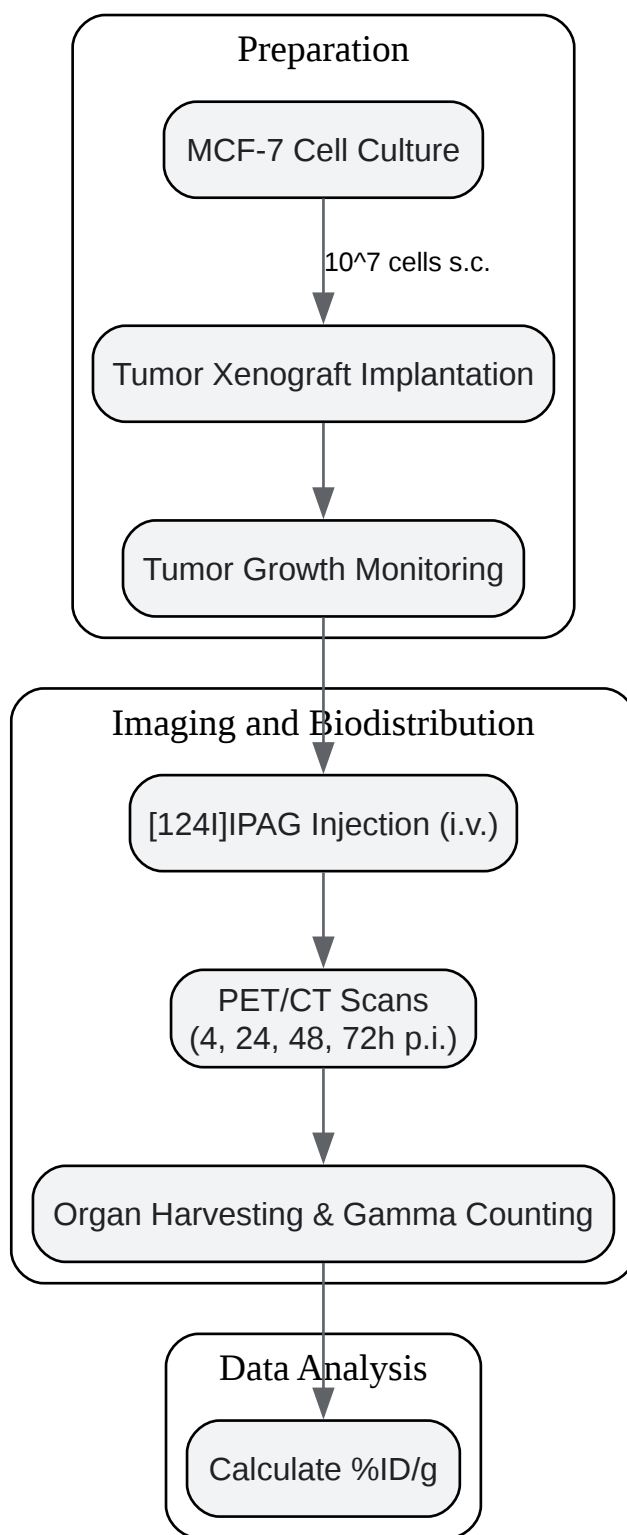 Preparation
MCF-7 Cell Culture
10^7 cells s.c.
Tumor Xenograft Implantation
Tumor Growth Monitoring
Imaging and Biodistribution
[124I]IPAG Injection (i.v.)
PET/CT Scans
(4, 24, 48, 72h p.i.)
Organ Harvesting & Gamma Counting
Data Analysis
Calculate %ID/g